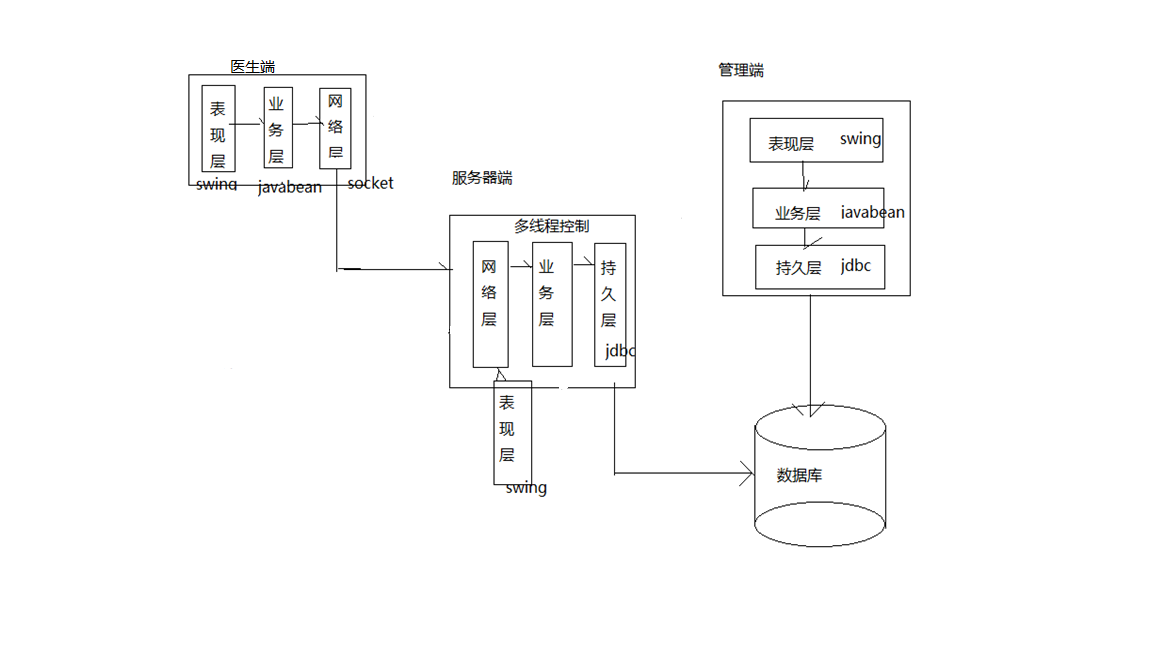 医生端
表现层
swing
业务层
javabean
网络层
socket
服务器端
多线程控制
网络层
业务层
持久层
jdbc
表现层
swing
管理端
表现层 swing
业务层 javabean
持久层 jdbc
数据库